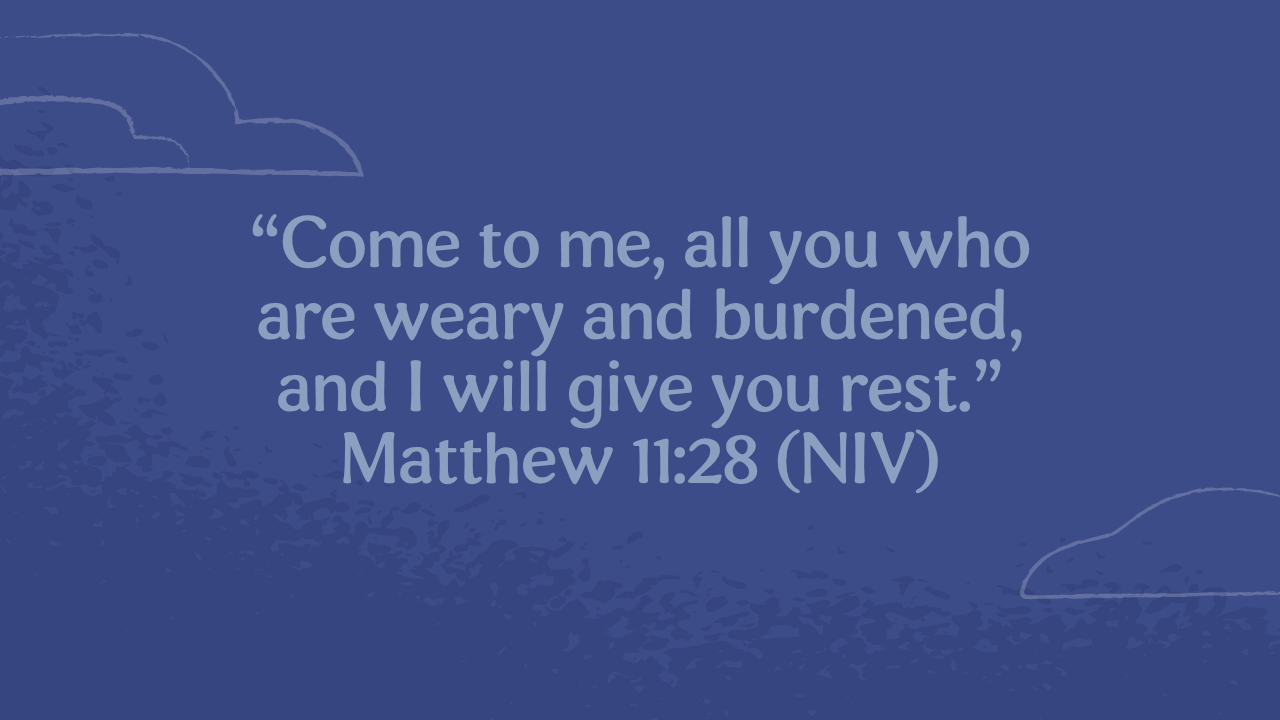 “Come to me, all you who
are weary and burdened,
and I will give you rest.”
Matthew 11:28 (NIV)